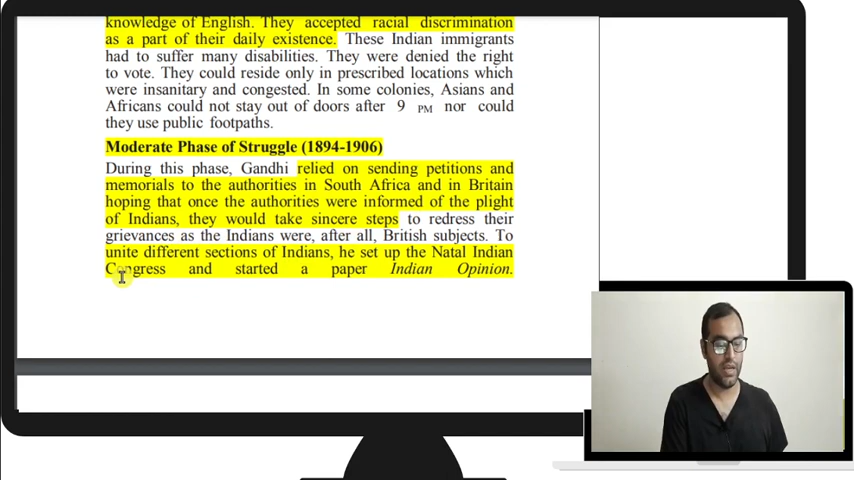 knowledge of English. They accepted racial discrimination
as a part of their daily existence. These Indian immigrants
had to suffer many disabilities. They were denied the right
to vote. They could reside only in prescribed locations which
were insanitary and congested. In some colonies, Asians and
Africans could not stay out of doors after 9 PM nor could
they use public footpaths.
Moderate Phase of Struggle (1894-1906)
During this phase, Gandhi relied on sending petitions and
memorials to the authorities in South Africa and in Britain
hoping that once the authorities were informed of the plight
of Indians, they would take sincere steps to redress their
grievances as the Indians were, after all, British subjects. To
unite different sections of Indians, he set up the Natal Indian
Congress and started a paper Indian Opinion.